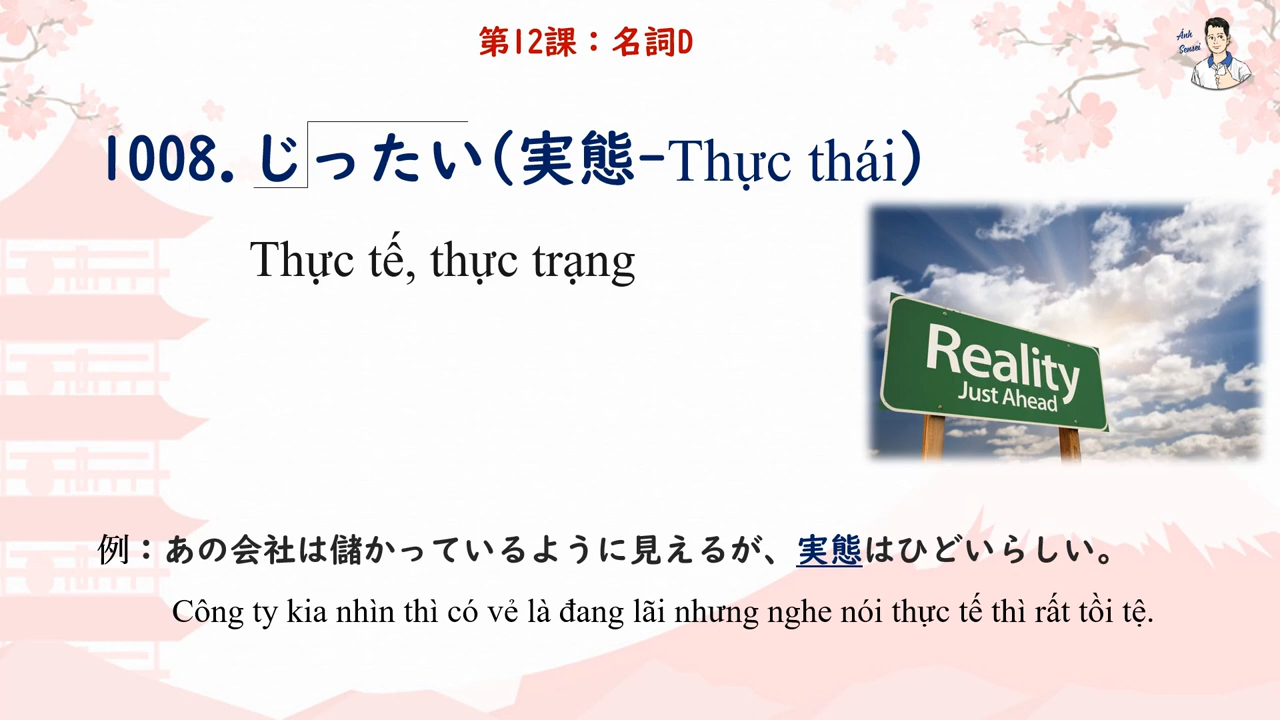 第12課：名詞D
Anh
Sensei
1008. じったい(実態-Thực thái)
Thực tế, thực trạng
Reality
Just Ahead
例：あの会社は儲かっているように見えるが、実態はひどいらしい。
Công ty kia nhìn thì có vẻ là đang lãi nhưng nghe nói thực tế thì rất tồi tệ.